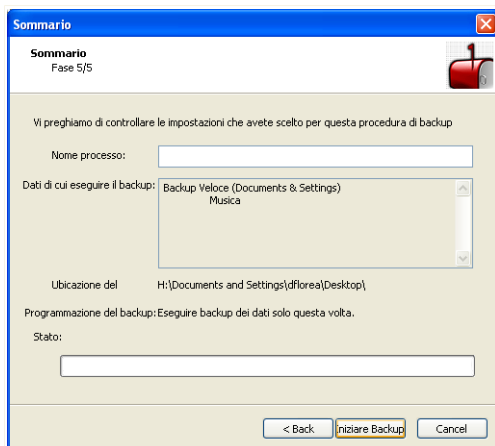 Sommario
Sommario
Fase 5/5
Vi preghiamo di controllare le impostazioni che avete scelto per questa procedura di backup
Nome processo:
Dati di cui eseguire il backup:
Backup Veloce (Documents & Settings)
Musica
Ubicazione del H:\Documents and Settings\dflorea\Desktop\
Programmazione del backup: Eseguire backup dei dati solo questa volta.
Stato:
< Back Iniziare Backup Cancel